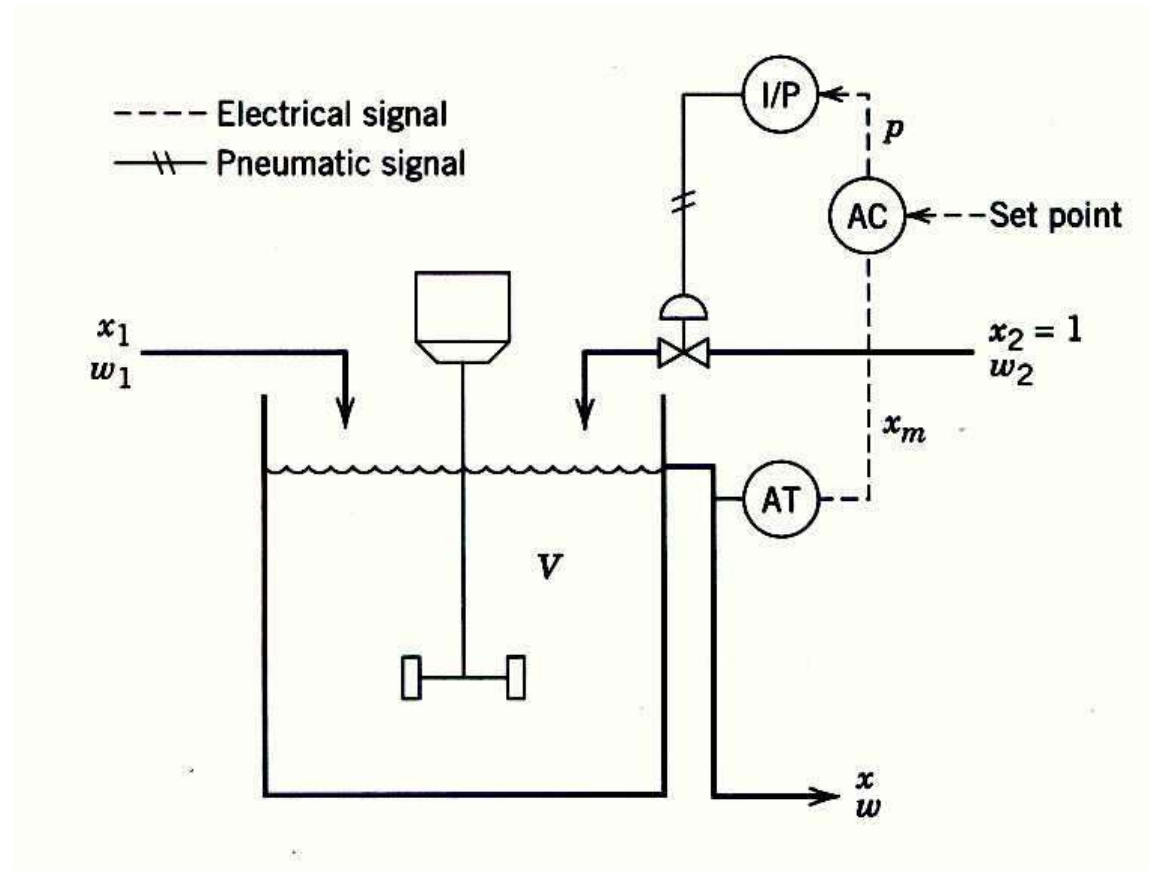 Electrical signal
Pneumatic signal
I/P
p
AC
Set point
x₁
w₁
x₂ = 1
w₂
xₘ
AT
V
x
w